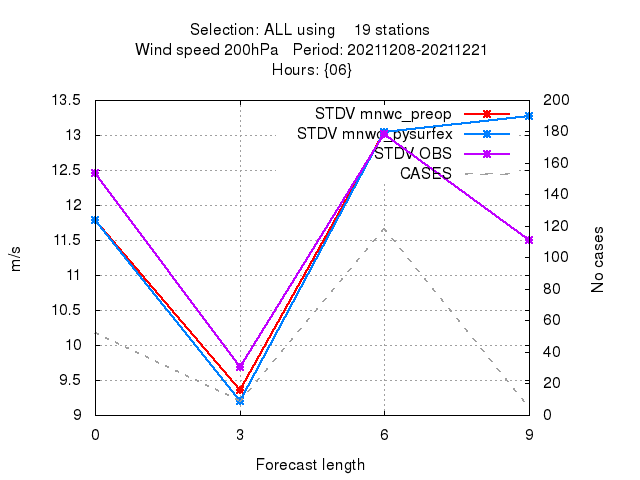 Selection: ALL using 19 stations
Wind speed 200hPa Period: 20211208-20211221
Hours: {06}
13.5
13
12.5
12
11.5
11
10.5
10
9.5
9
200
180
160
140
120
100
80
60
40
20
0
STDV mnwc_preop
STDV mnwc_pysurfex
STDV OBS
CASES
m/s
No cases
0 3 6 9
Forecast length